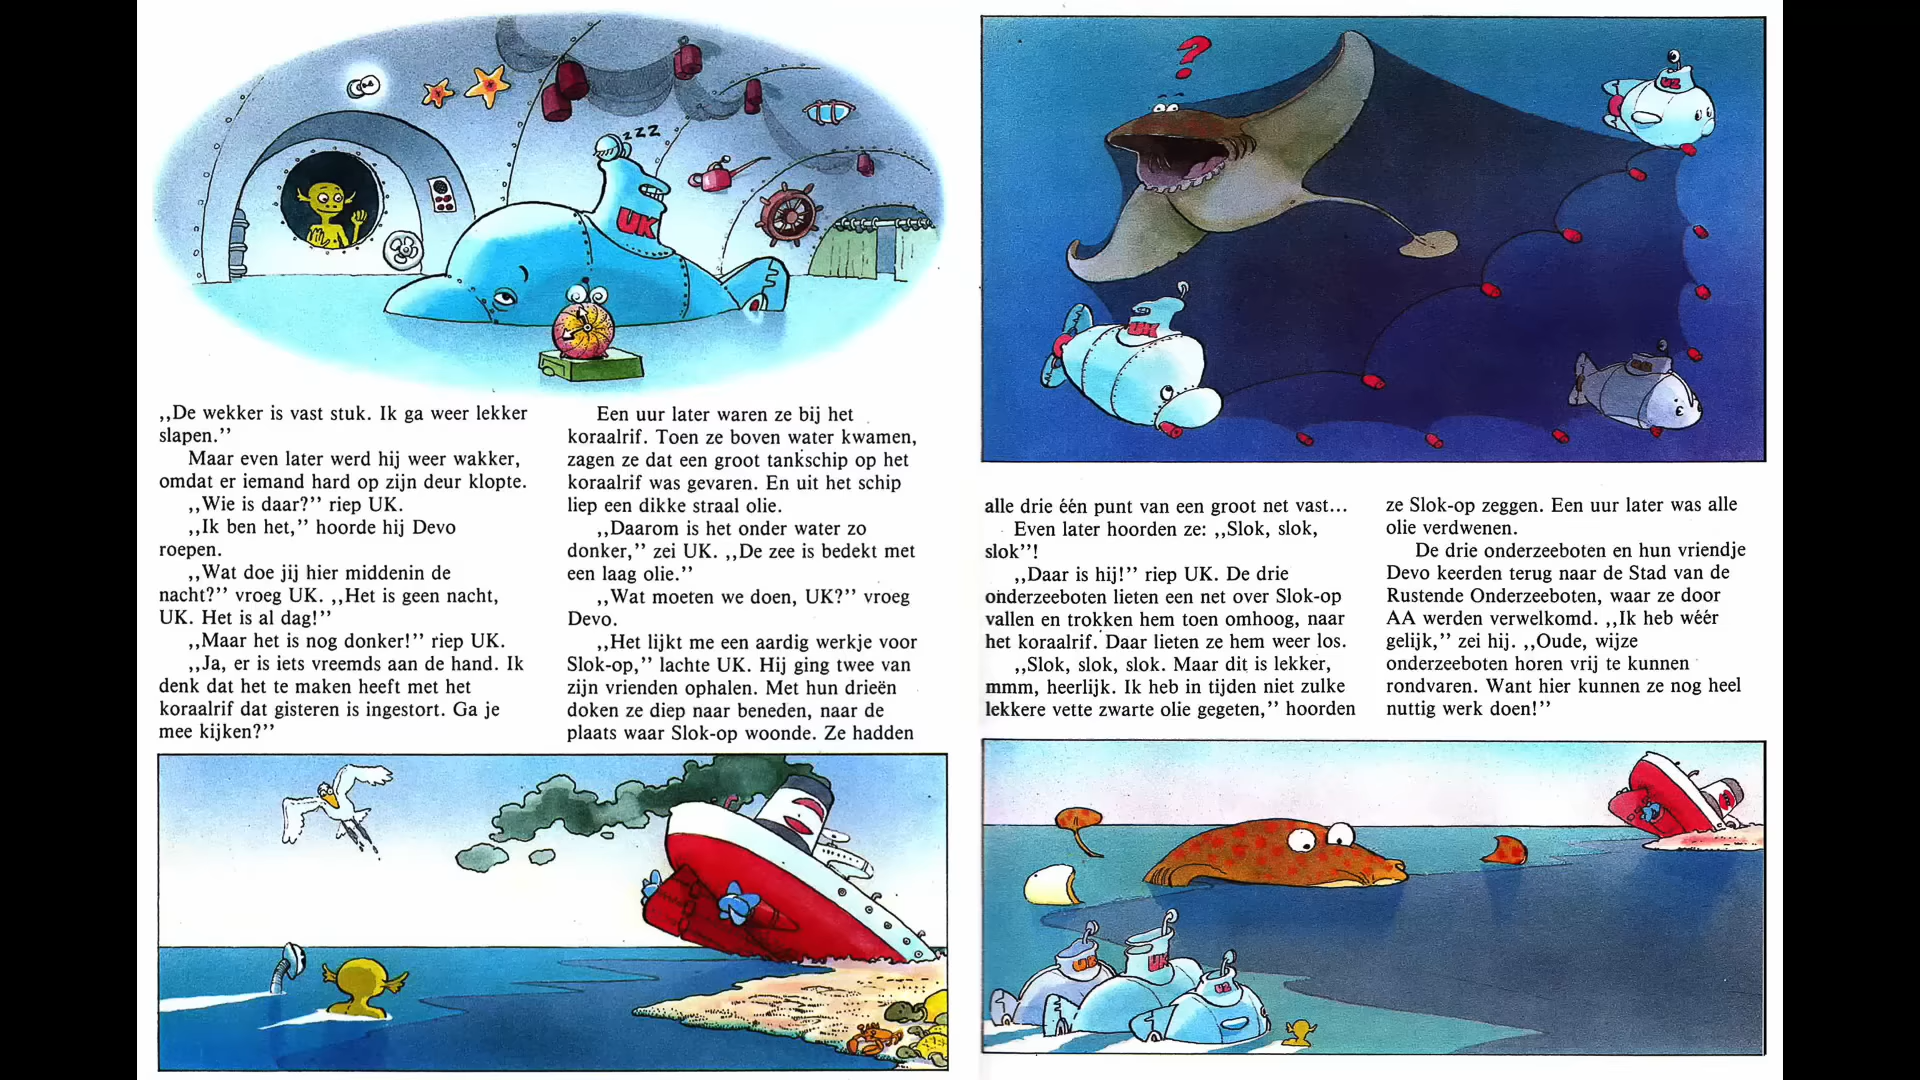 zzz
UK
,,De wekker is vast stuk. Ik ga weer lekker
slapen.”
Maar even later werd hij weer wakker,
omdat er iemand hard op zijn deur klopte.
,,Wie is daar?” riep UK.
,,Ik ben het,” hoorde hij Devo
roepen.
,,Wat doe jij hier middenin de
nacht?” vroeg UK. ,,Het is geen nacht,
UK. Het is al dag!”
,,Maar het is nog donker!” riep UK.
,,Ja, er is iets vreemds aan de hand. Ik
denk dat het te maken heeft met het
koraalrif dat gisteren is ingestort. Ga je
mee kijken?”
Een uur later waren ze bij het
koraalrif. Toen ze boven water kwamen,
zagen ze dat een groot tankschip op het
koraalrif was gevaren. En uit het schip
liep een dikke straal olie.
,,Daarom is het onder water zo
donker,” zei UK. ,,De zee is bedekt met
een laag olie.”
,,Wat moeten we doen, UK?” vroeg
Devo.
,,Het lijkt me een aardig werkje voor
Slok-op,” lachte UK. Hij ging twee van
zijn vrienden ophalen. Met hun drieën
doken ze diep naar beneden, naar de
plaats waar Slok-op woonde. Ze hadden
?
UZ
UK
alle drie één punt van een groot net vast...
Even later hoorden ze: ,,Slok, slok,
slok”!
,,Daar is hij!” riep UK. De drie
onderzeeboten lieten een net over Slok-op
vallen en trokken hem toen omhoog, naar
het koraalrif. Daar lieten ze hem weer los.
,,Slok, slok, slok. Maar dit is lekker,
mmm, heerlijk. Ik heb in tijden niet zulke
lekkere vette zwarte olie gegeten,” hoorden
ze Slok-op zeggen. Een uur later was alle
olie verdwenen.
De drie onderzeeboten en hun vriendje
Devo keerden terug naar de Stad van de
Rustende Onderzeeboten, waar ze door
AA werden verwelkomd. ,,Ik heb wéér
gelijk,” zei hij. ,,Oude, wijze
onderzeeboten horen vrij te kunnen
rondvaren. Want hier kunnen ze nog heel
nuttig werk doen!”
UK
UZ